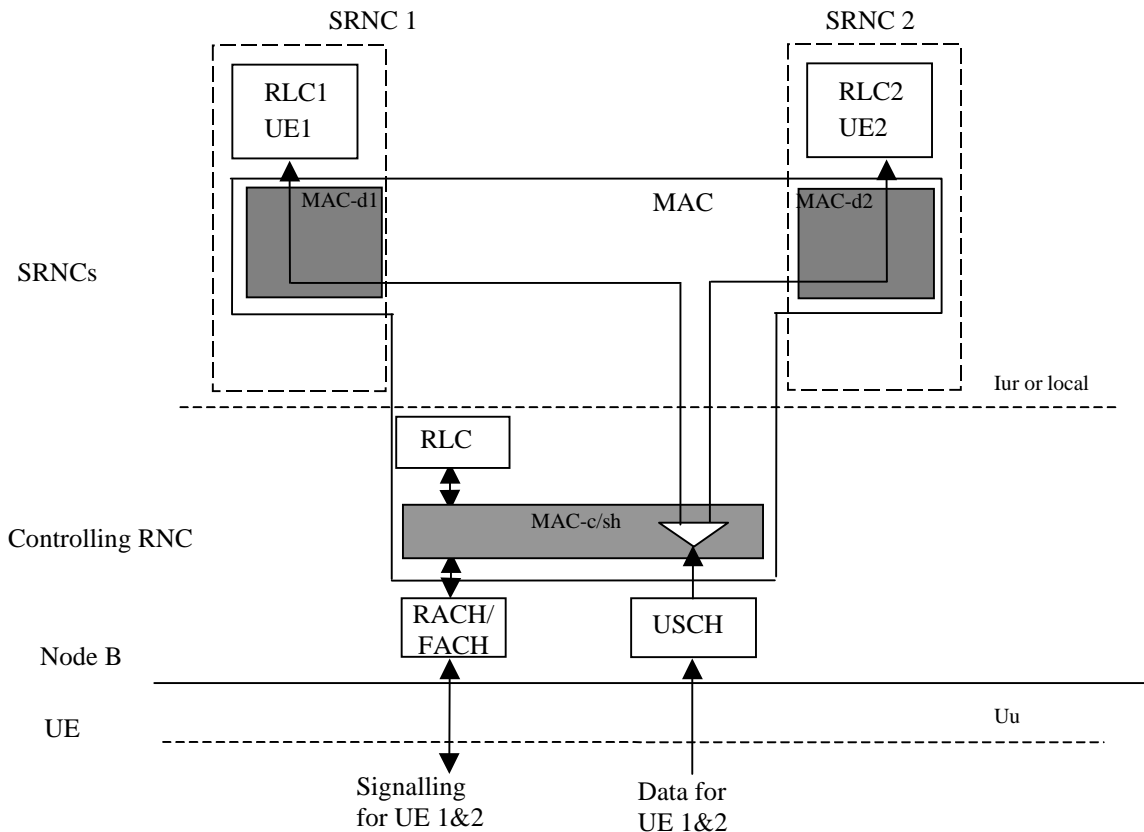 SRNC 1
SRNC 2
RLC1
UE1
RLC2
UE2
MAC-d1
MAC
MAC-d2
SRNCs
Iur or local
RLC
MAC-c/sh
Controlling RNC
RACH/
FACH
USCH
Node B
UE
Uu
Signalling
for UE 1&2
Data for
UE 1&2